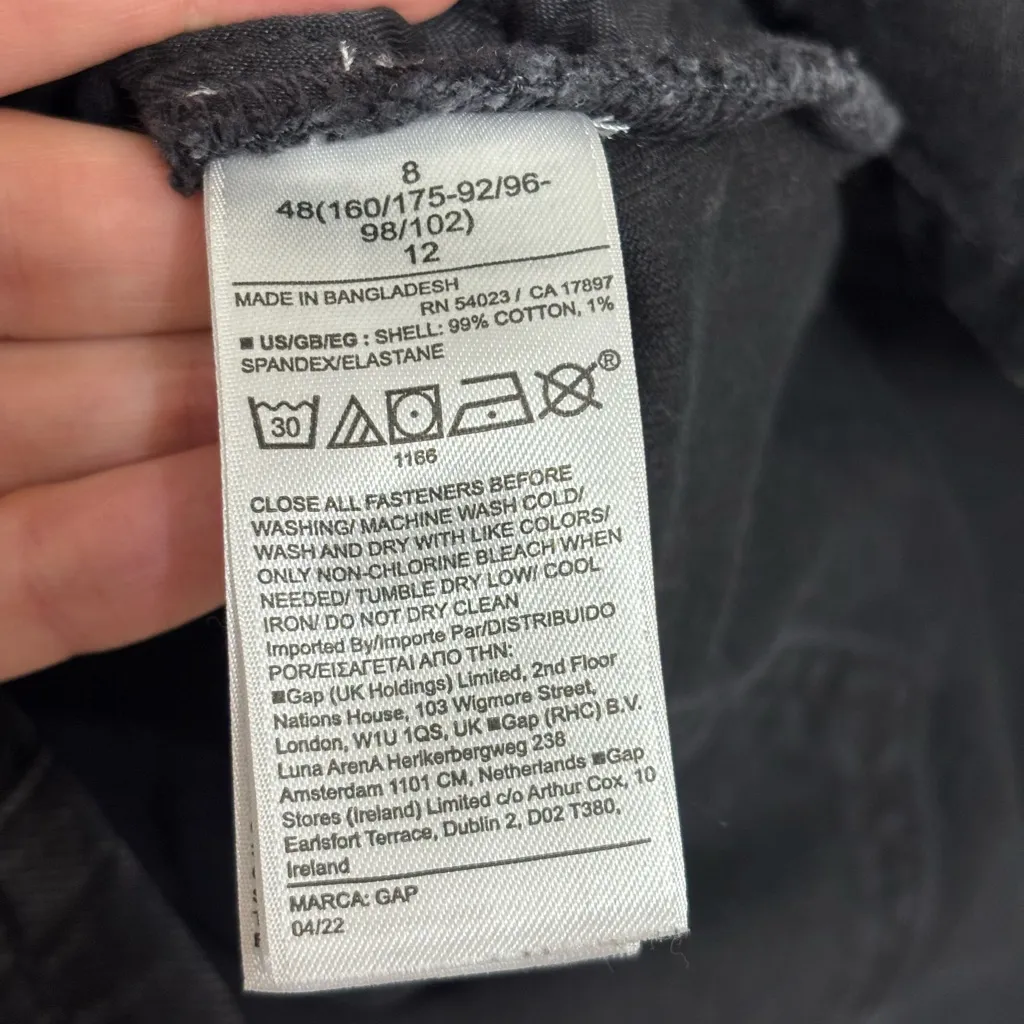 8
48(160/175-92/96-
98/102)
12
MADE IN BANGLADESH
RN 54023 / CA 17897
■ US/GB/EG : SHELL: 99% COTTON, 1%
SPANDEX/ELASTANE
30
®
1166
CLOSE ALL FASTENERS BEFORE
WASHING/ MACHINE WASH COLD/
WASH AND DRY WITH LIKE COLORS/
ONLY NON-CHLORINE BLEACH WHEN
NEEDED/ TUMBLE DRY LOW/ COOL
IRON/ DO NOT DRY CLEAN
Imported By/Importe Par/DISTRIBUIDO
POR/ΕΙΣΑΓΕΤΑΙ ΑΠΟ ΤΗΝ:
■Gap (UK Holdings) Limited, 2nd Floor
Nations House, 103 Wigmore Street,
London, W1U 1QS, UK ■Gap (RHC) B.V.
Luna ArenA Herikerbergweg 238
Amsterdam 1101 CM, Netherlands ■Gap
Stores (Ireland) Limited c/o Arthur Cox, 10
Earlsfort Terrace, Dublin 2, D02 T380,
Ireland
MARCA: GAP
04/22